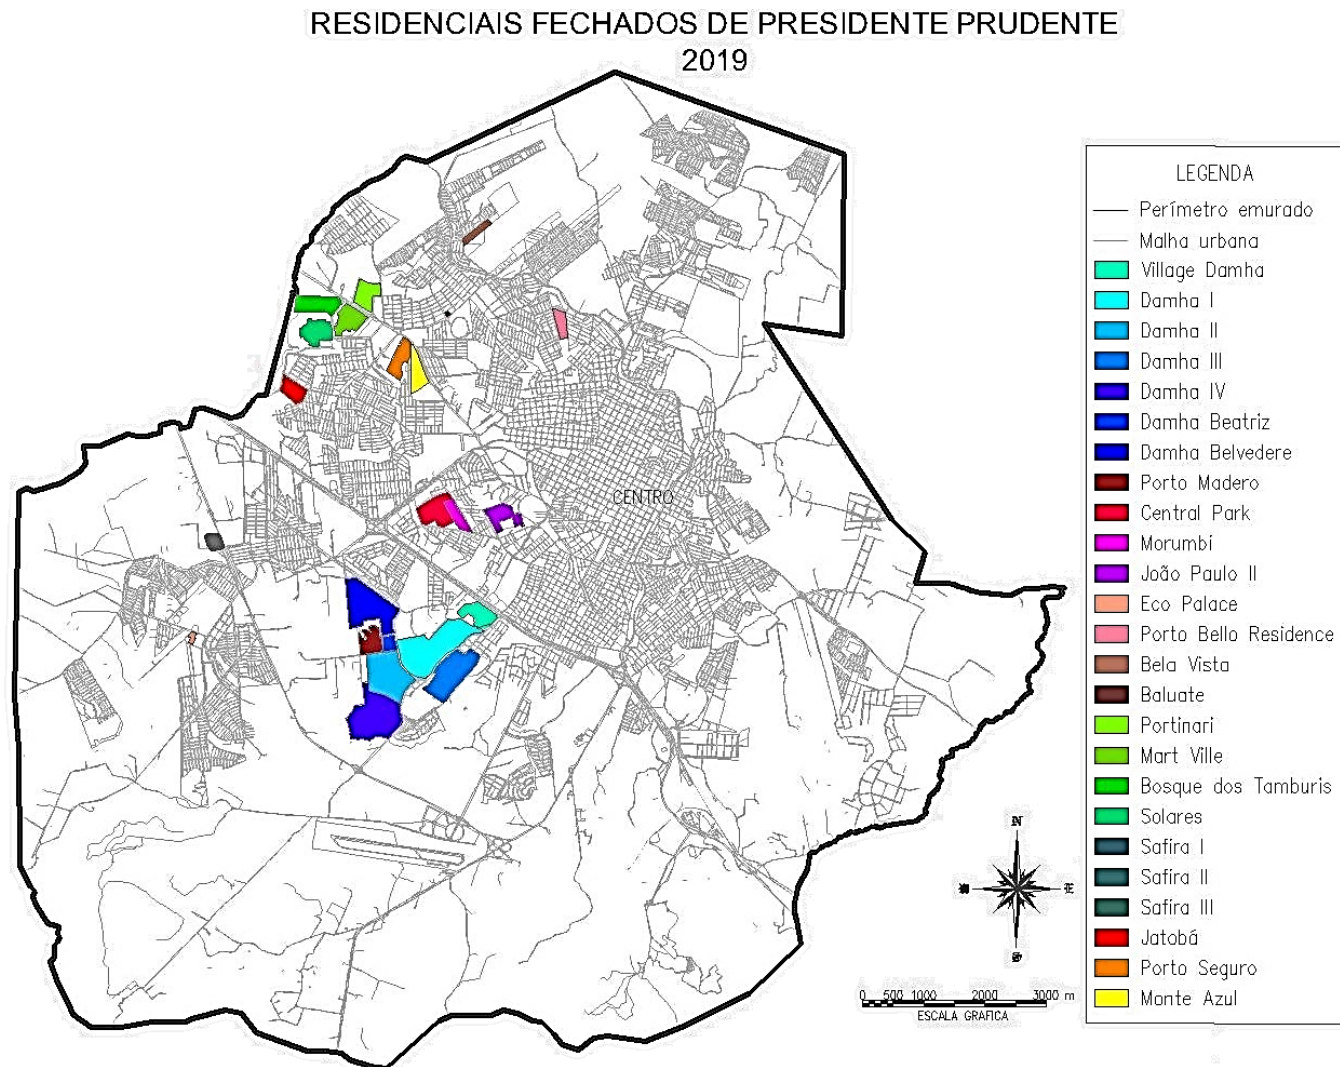 RESIDENCIAIS FECHADOS DE PRESIDENTE PRUDENTE
2019
CENTRO
LEGENDA
Perímetro emurado
Malha urbana
Village Damha
Damha I
Damha II
Damha III
Damha IV
Damha Beatriz
Damha Belvedere
Porto Madero
Central Park
Morumbi
João Paulo II
Eco Palace
Porto Bello Residence
Bela Vista
Baluate
Portinari
Mart Ville
Bosque dos Tamburis
Solares
Safira I
Safira II
Safira III
Jatobá
Porto Seguro
Monte Azul
N
E
S
0 500 1000 2000 3000 m
ESCALA GRAFICA